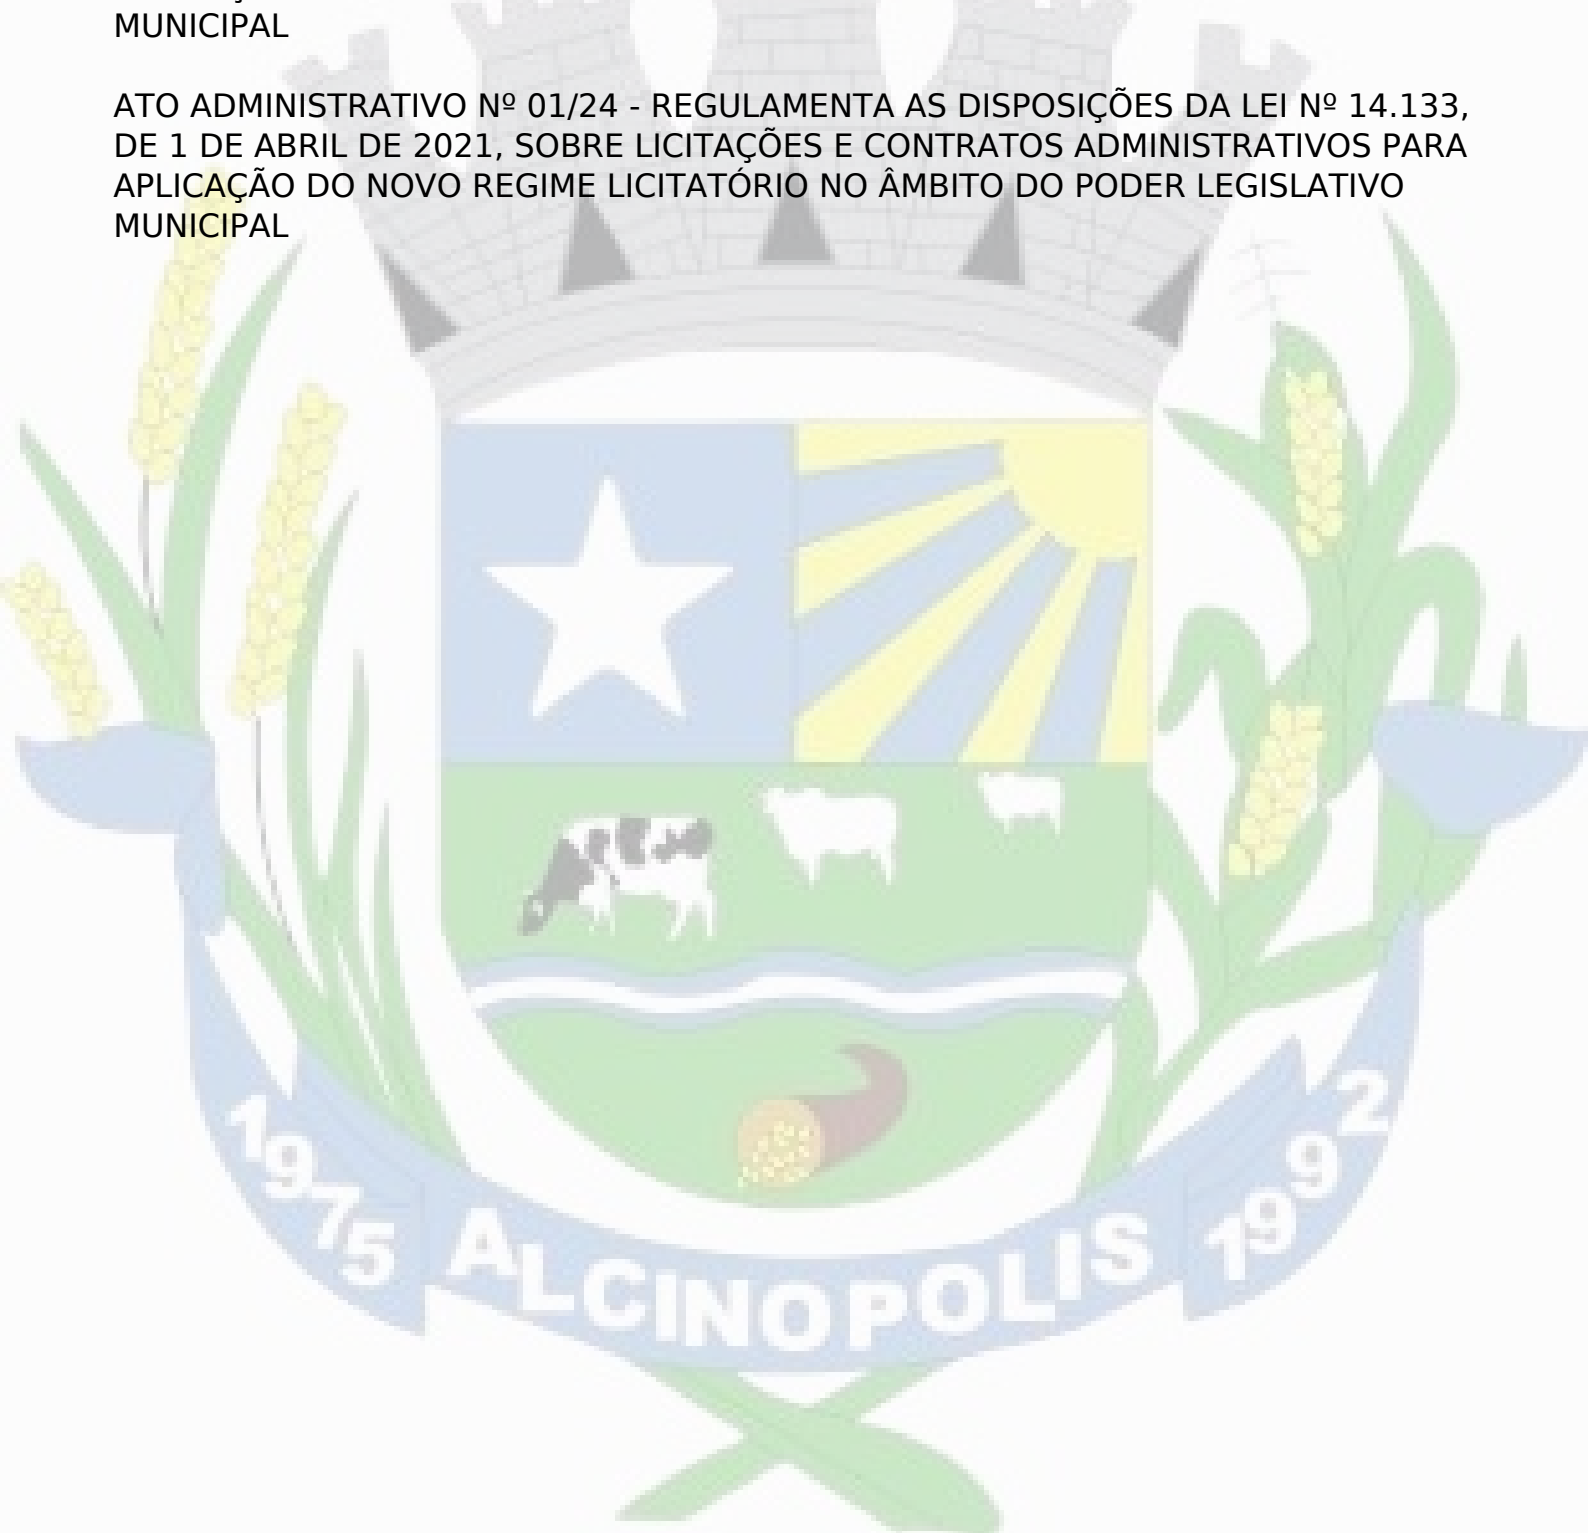 MUNICIPAL
ATO ADMINISTRATIVO Nº 01/24 - REGULAMENTA AS DISPOSIÇÕES DA LEI Nº 14.133,
DE 1 DE ABRIL DE 2021, SOBRE LICITAÇÕES E CONTRATOS ADMINISTRATIVOS PARA
APLICAÇÃO DO NOVO REGIME LICITATÓRIO NO ÂMBITO DO PODER LEGISLATIVO
MUNICIPAL
1975 ALCINOPOLIS 1992